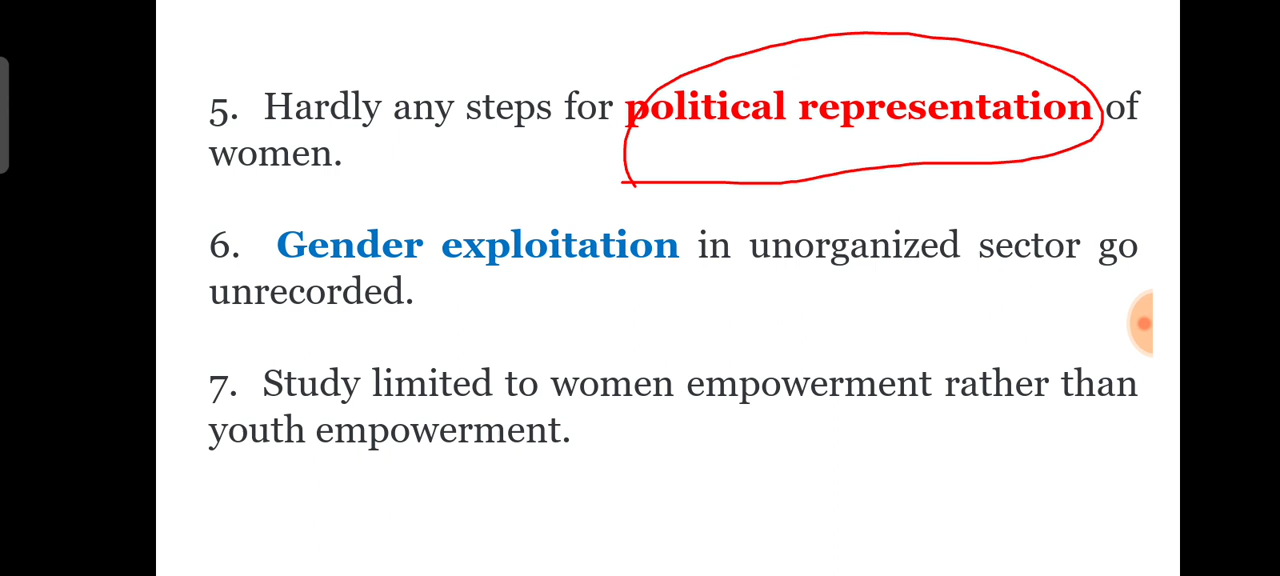 5. Hardly any steps for political representation of
women.
6. Gender exploitation in unorganized sector go
unrecorded.
7. Study limited to women empowerment rather than
youth empowerment.